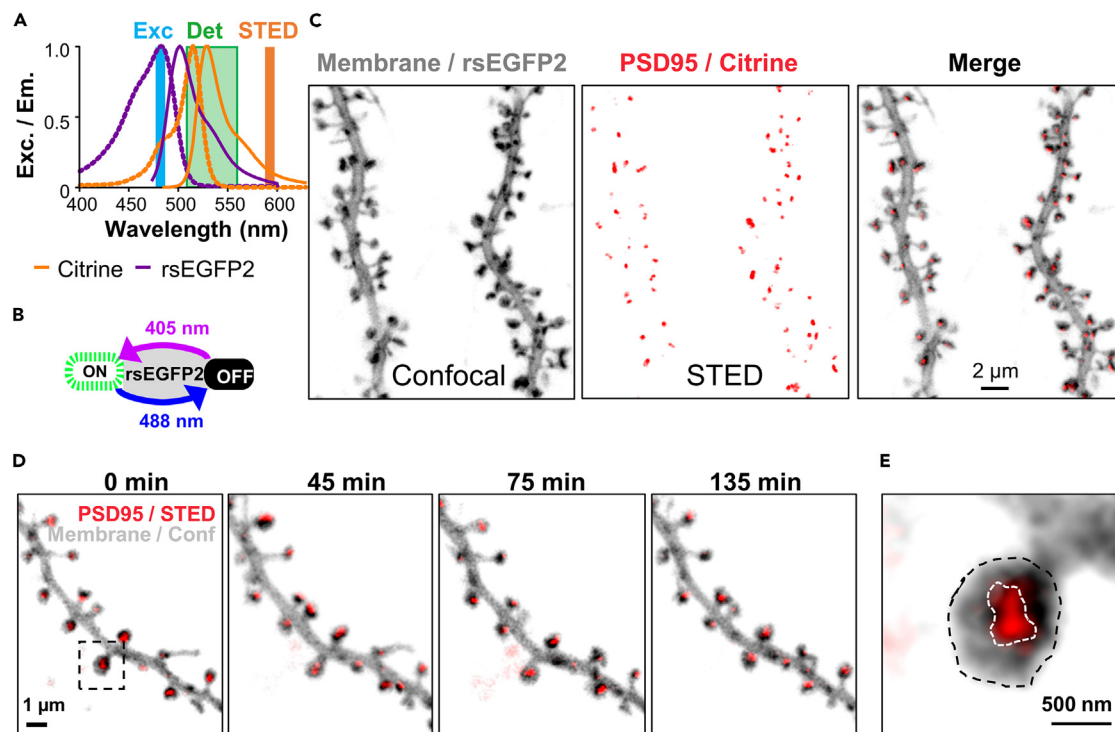 A
Exc Det STED
1.0
0.5
0
Exc. / Em.
400 450 500 550 600
Wavelength (nm)
Citrine rsEGFP2
B
405 nm
ON rsEGFP2 OFF
488 nm
C
Membrane / rsEGFP2 PSD95 / Citrine Merge
Confocal STED 2 μm
D
0 min 45 min 75 min 135 min
PSD95 / STED
Membrane / Conf
1 μm
E
500 nm